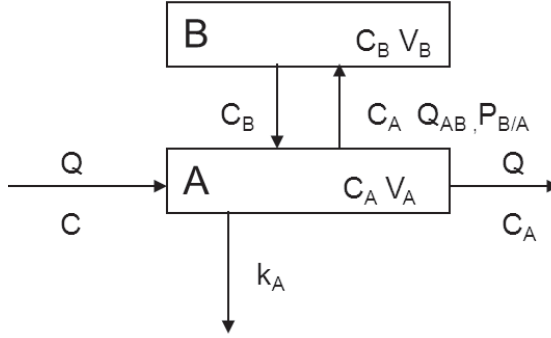 B C_B V_B
C_B C_A Q_AB ,P_B/A
Q A C_A V_A Q
C C_A
k_A